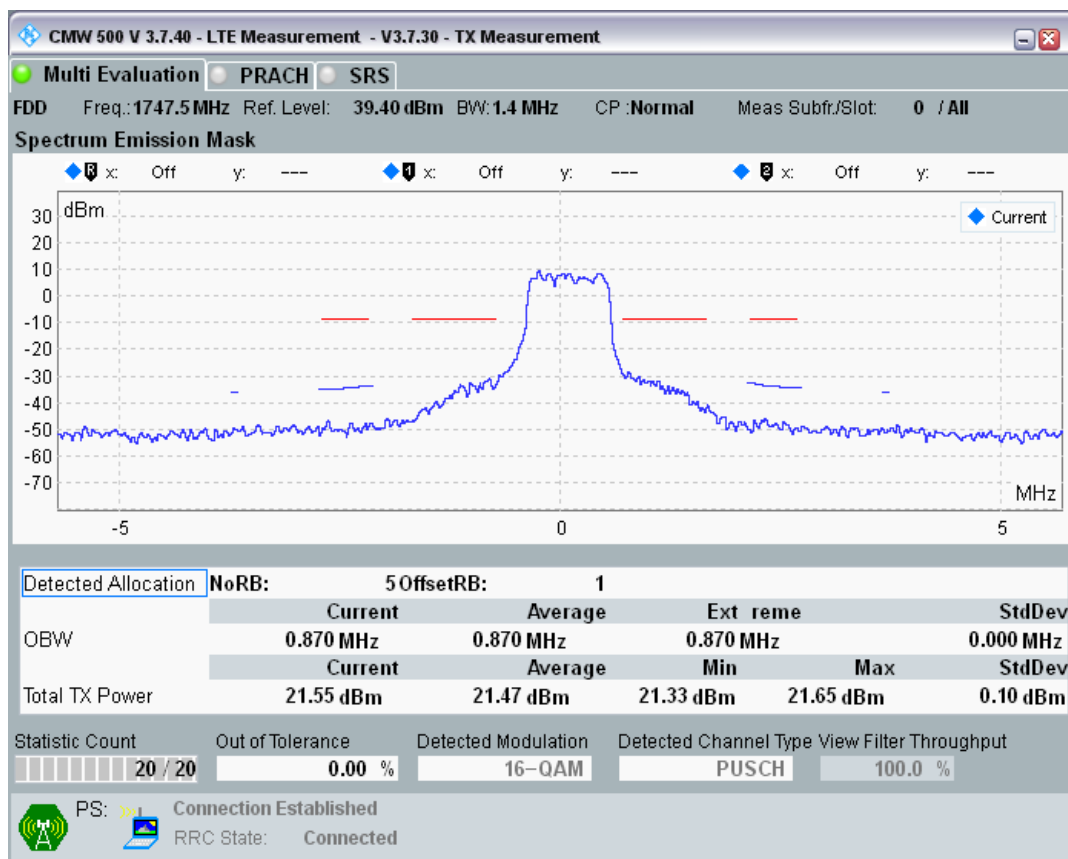 CMW 500 V 3.7.40 - LTE Measurement - V3.7.30 - TX Measurement
Multi Evaluation PRACH SRS
FDD Freq.: 1747.5 MHz Ref. Level: 39.40 dBm BW: 1.4 MHz CP :Normal Meas Subfr./Slot: 0 / All
Spectrum Emission Mask
R x: Off y: --- 1 x: Off y: --- 2 x: Off y: ---
dBm
Current
30
20
10
0
-10
-20
-30
-40
-50
-60
-70
MHz
-5 0 5
Detected Allocation NoRB: 5 OffsetRB: 1
Current Average Ext reme StdDev
OBW 0.870 MHz 0.870 MHz 0.870 MHz 0.000 MHz
Current Average Min Max StdDev
Total TX Power 21.55 dBm 21.47 dBm 21.33 dBm 21.65 dBm 0.10 dBm
Statistic Count Out of Tolerance Detected Modulation Detected Channel Type View Filter Throughput
20 / 20 0.00 % 16-QAM PUSCH 100.0 %
PS: Connection Established
RRC State: Connected